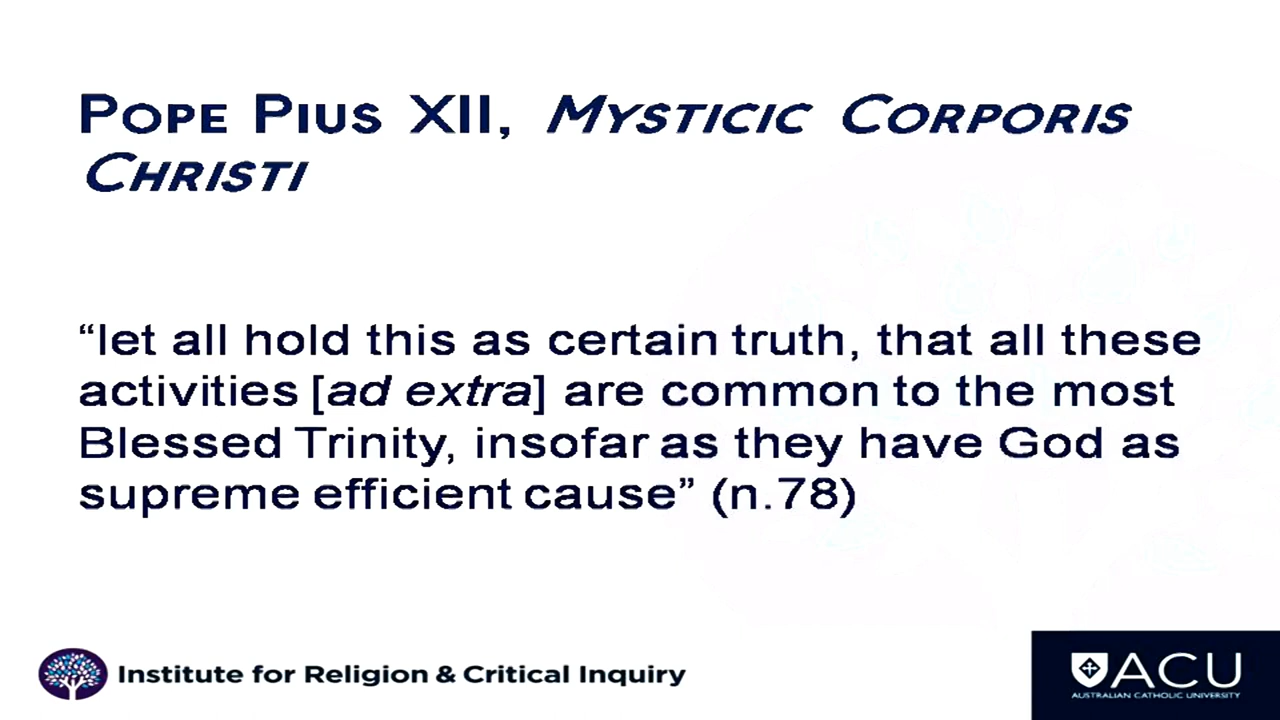 POPE PIUS XII, MYSTICIC CORPORIS
CHRISTI
“let all hold this as certain truth, that all these
activities [ad extra] are common to the most
Blessed Trinity, insofar as they have God as
supreme efficient cause” (n.78)
Institute for Religion & Critical Inquiry
ACU
AUSTRALIAN CATHOLIC UNIVERSITY